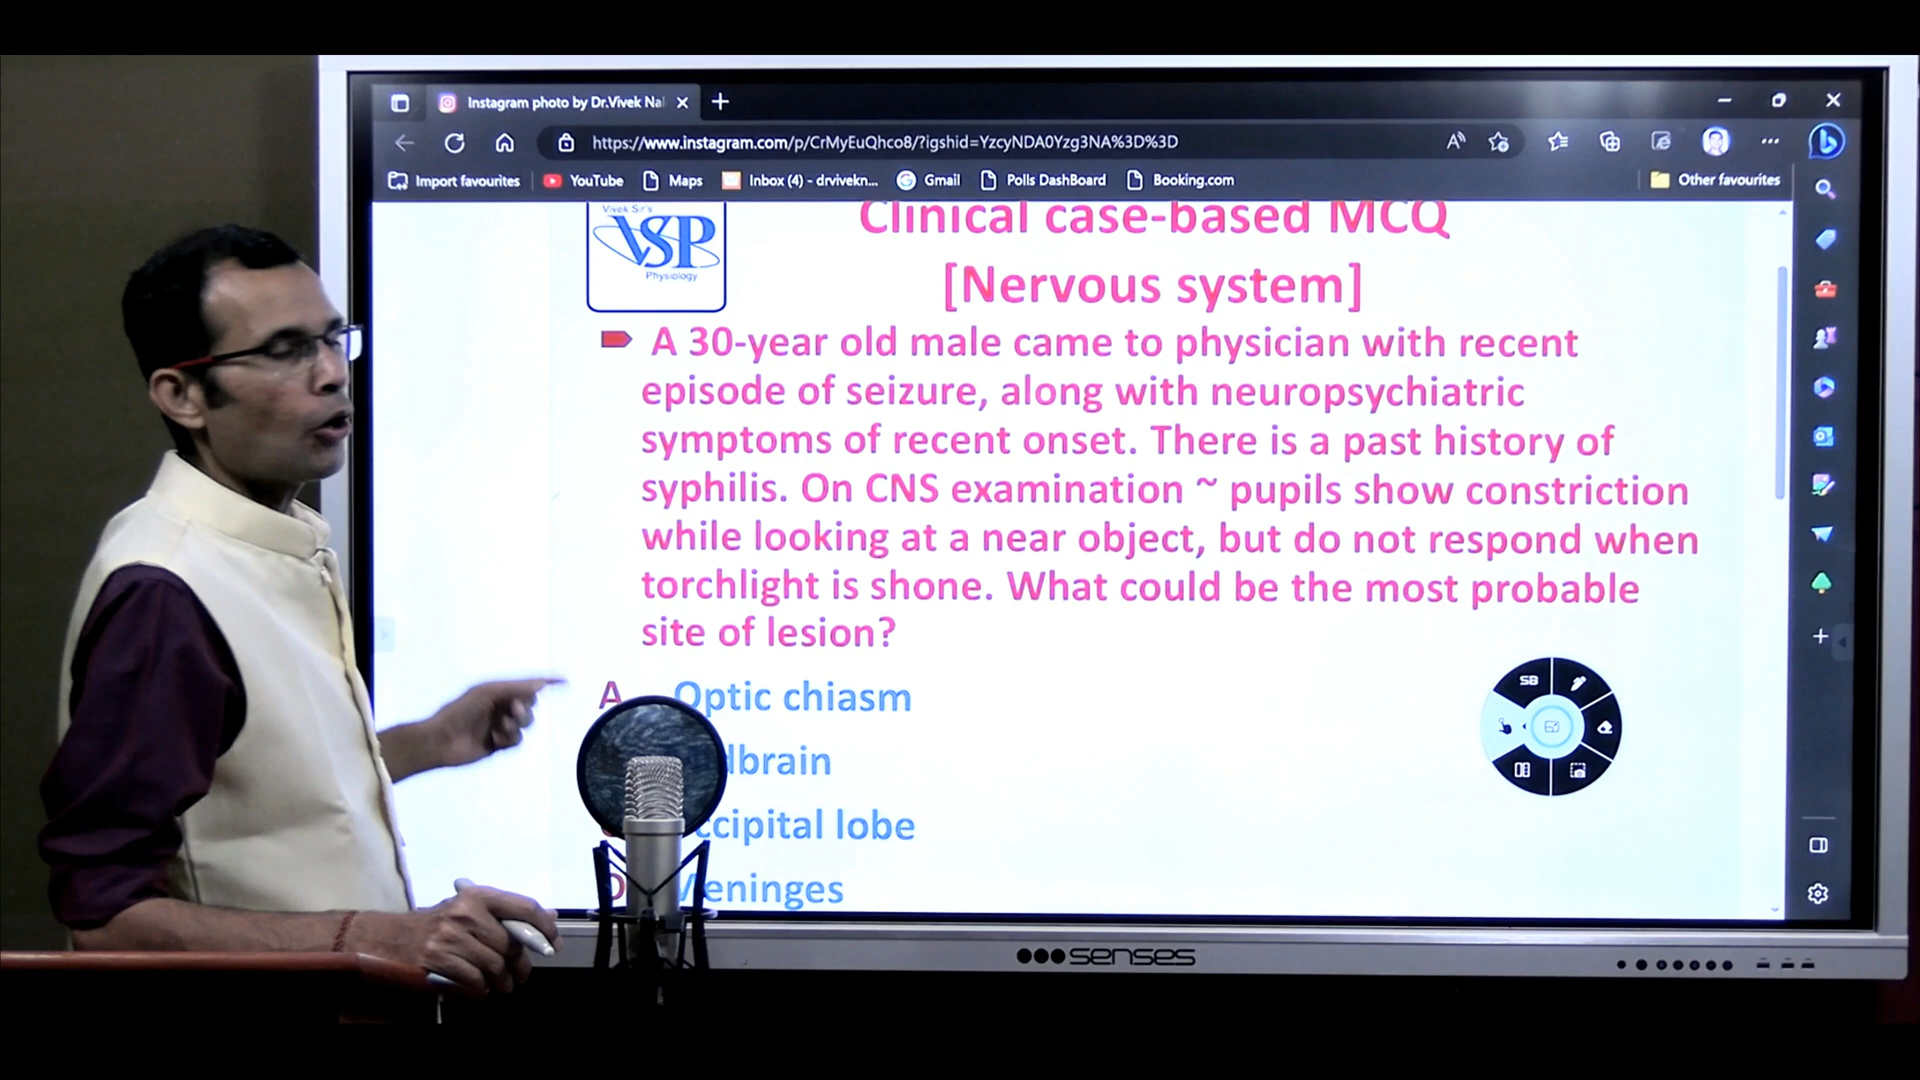 Instagram photo by Dr.Vivek Nal
https://www.instagram.com/p/CrMyEuQhco8/?igshid=YzcyNDA0Yzg3NA%3D%3D
Import favourites YouTube Maps Inbox (4) - drvivekn... Gmail Polls DashBoard Booking.com Other favourites
Vivek Sir's
VSP
Physiology
Clinical case-based MCQ
[Nervous system]
A 30-year old male came to physician with recent
episode of seizure, along with neuropsychiatric
symptoms of recent onset. There is a past history of
syphilis. On CNS examination ~ pupils show constriction
while looking at a near object, but do not respond when
torchlight is shone. What could be the most probable
site of lesion?
A Optic chiasm
dbrain
ccipital lobe
D Meninges
SB
senses